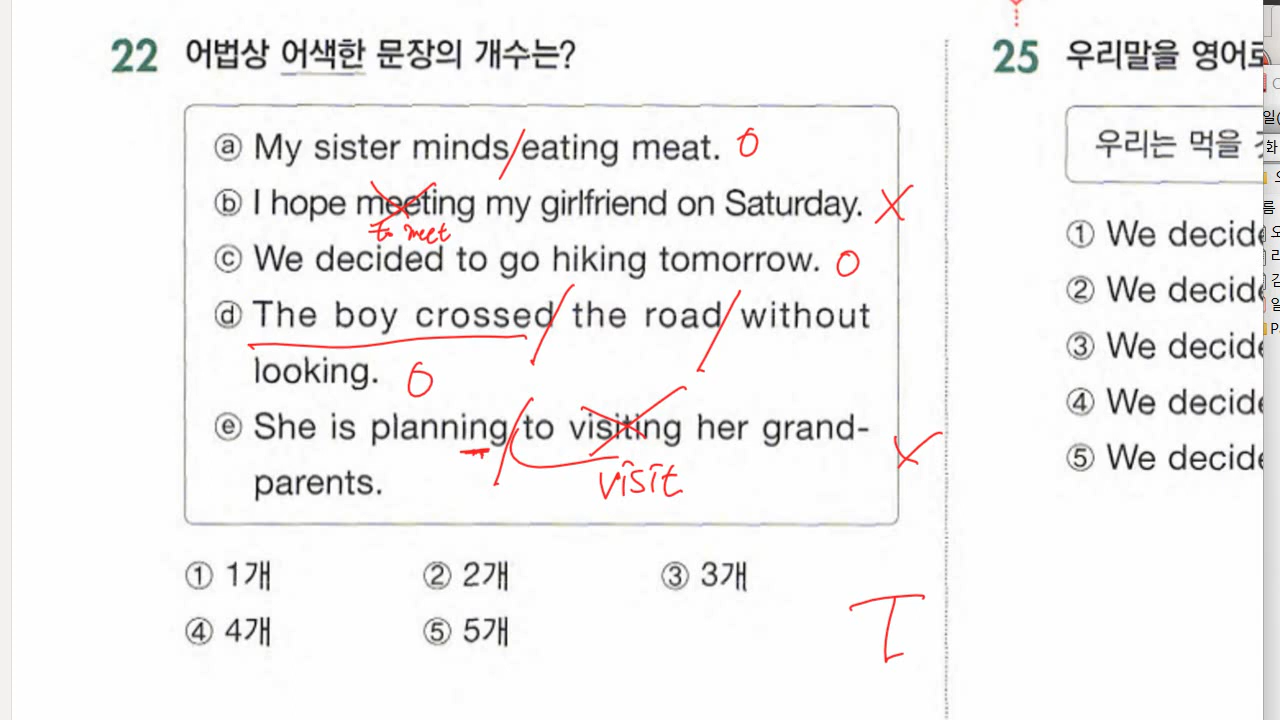 22 어법상 어색한 문장의 개수는?
ⓐ My sister minds/eating meat. O
ⓑ I hope meeting my girlfriend on Saturday. X
to meet
ⓒ We decided to go hiking tomorrow. O
ⓓ The boy crossed/ the road/ without
looking. O
ⓔ She is planning/ to visiting her grand-
parents. X
visit
① 1개 ② 2개 ③ 3개
④ 4개 ⑤ 5개
25 우리말을 영어로
우리는 먹을
① We decide
② We decide
③ We decide
④ We decide
⑤ We decide